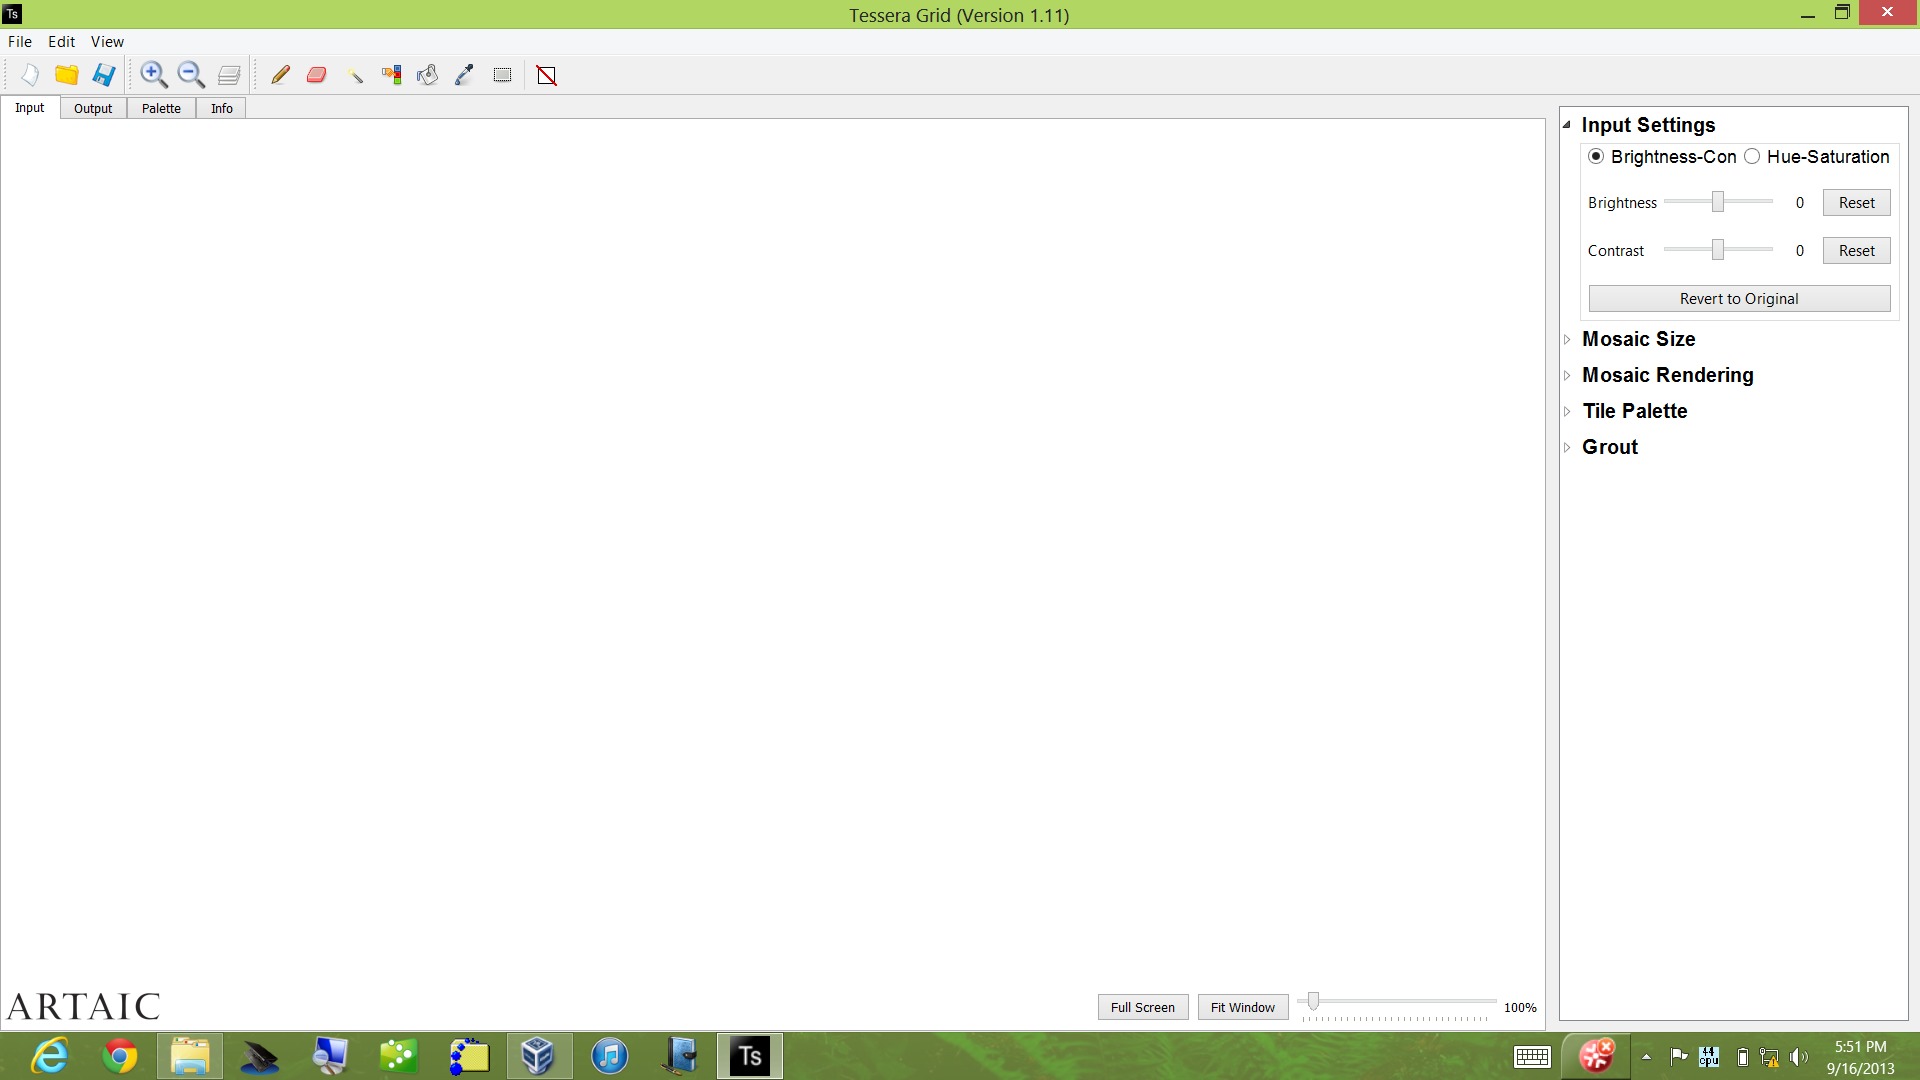 Ts
Tessera Grid (Version 1.11)
File Edit View
Input Output Palette Info
Input Settings
Brightness-Con Hue-Saturation
Brightness 0 Reset
Contrast 0 Reset
Revert to Original
Mosaic Size
Mosaic Rendering
Tile Palette
Grout
ARTAIC
Full Screen Fit Window 100%
Ts
44
cpu
5:51 PM
9/16/2013